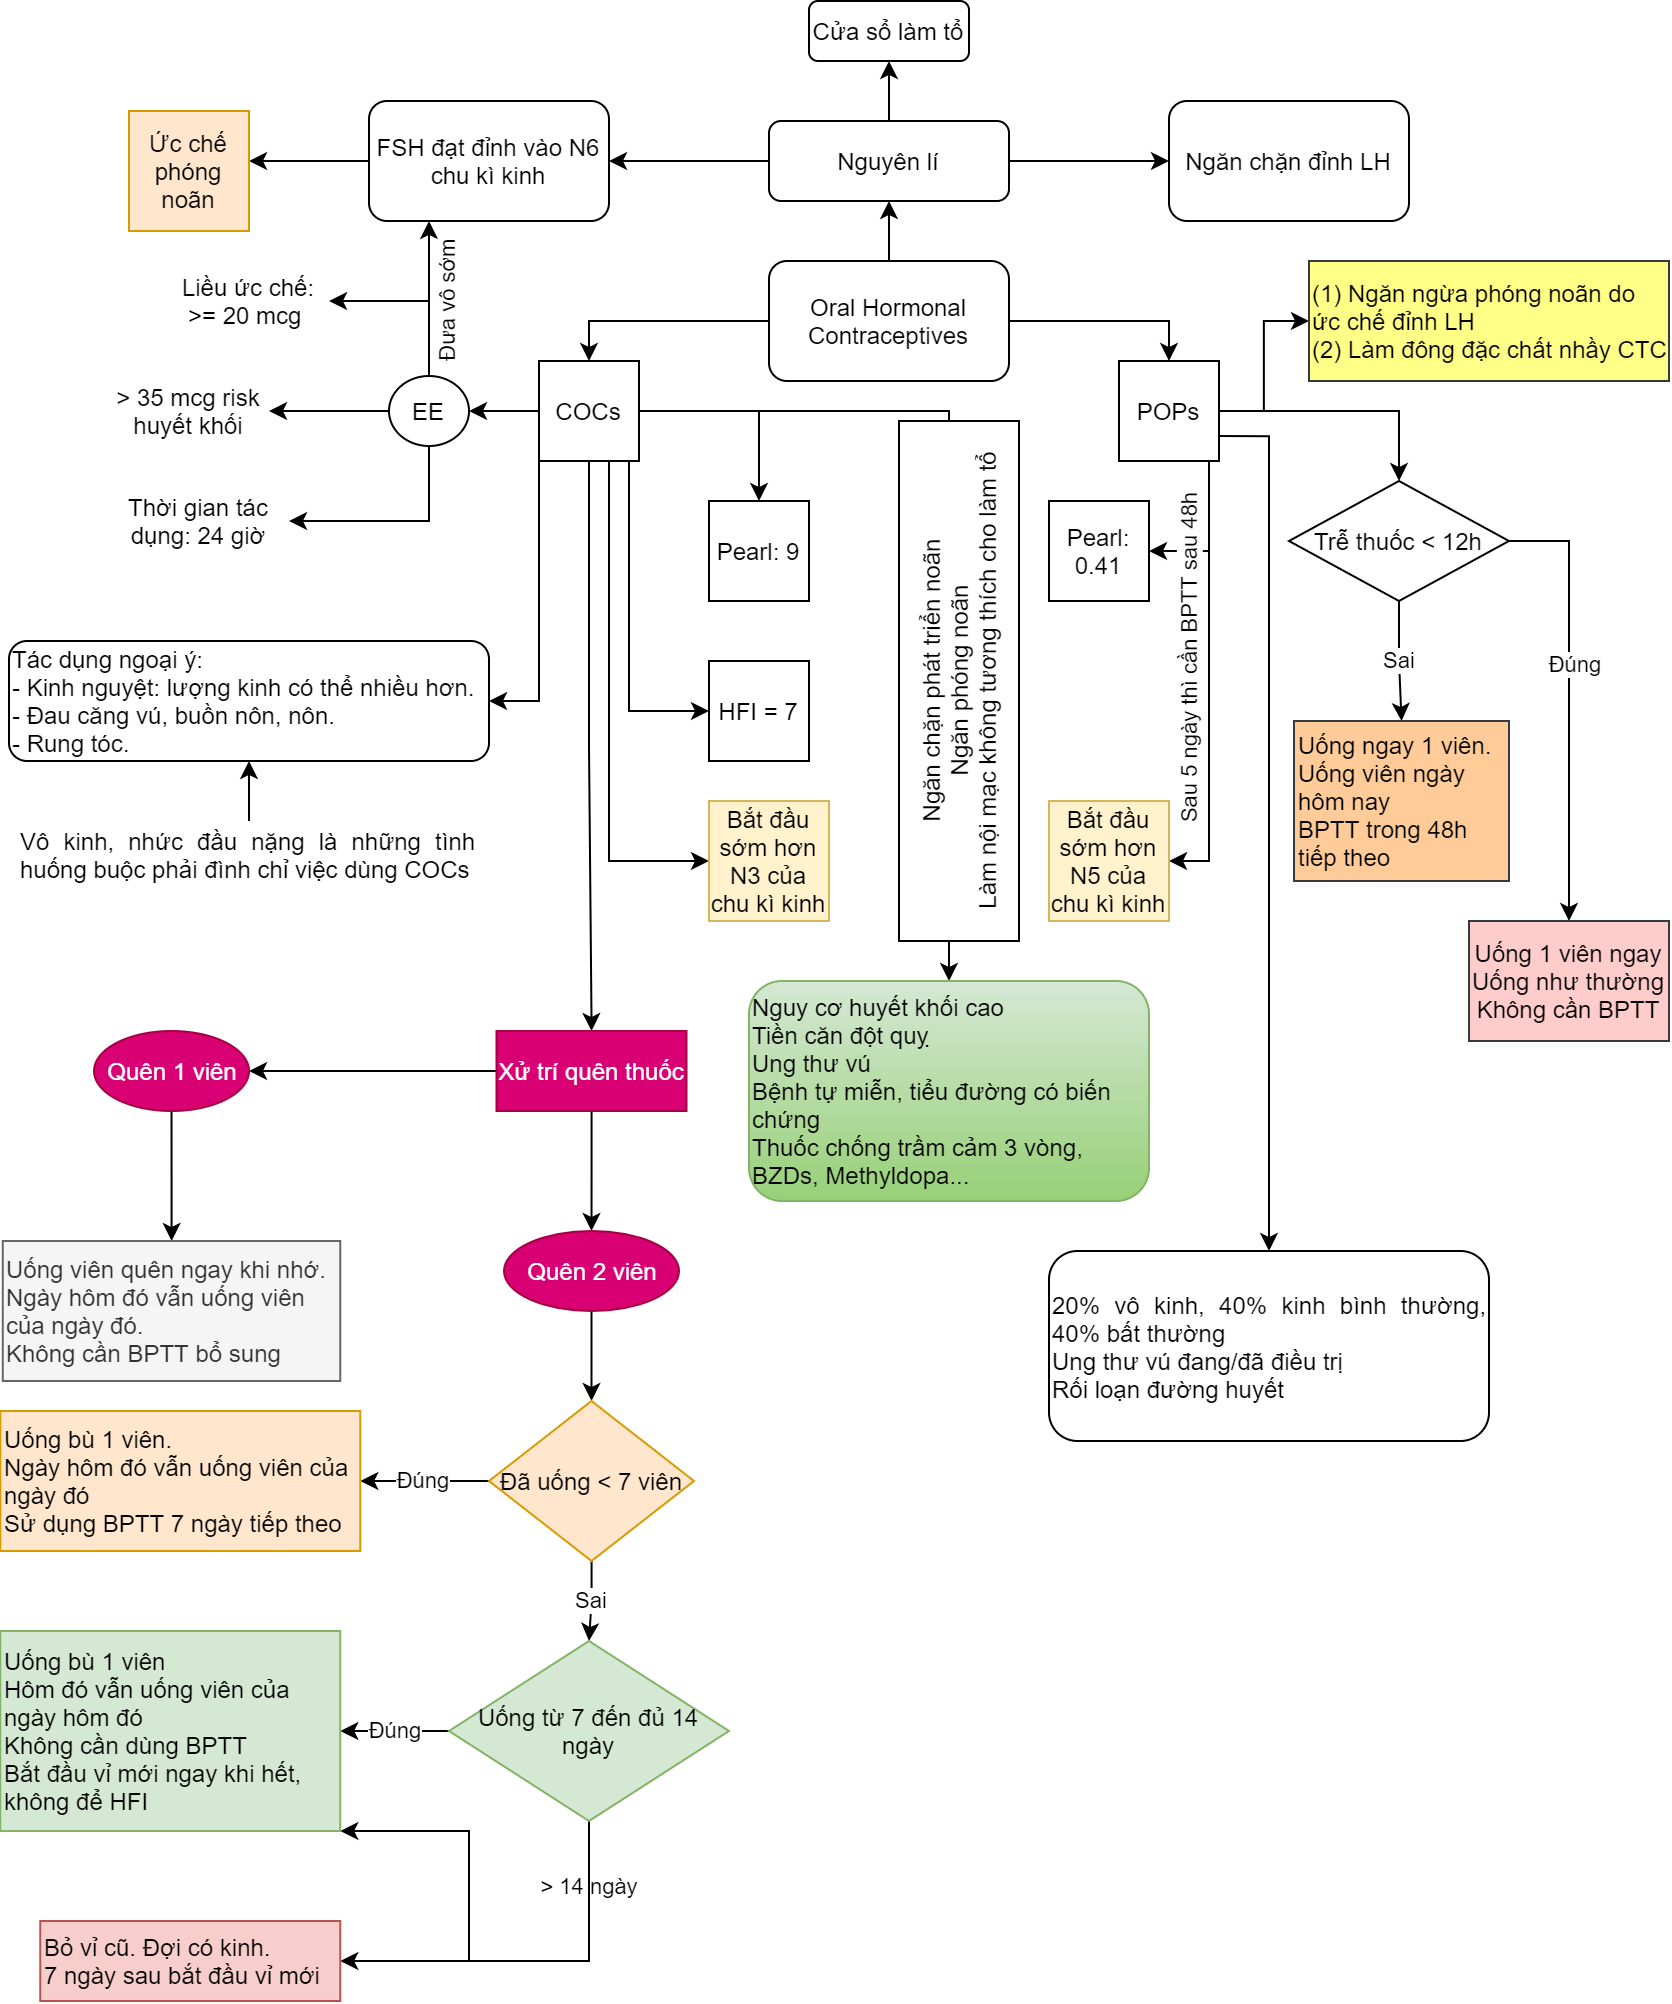 Cửa sổ làm tổ
Ức chế
phóng
noãn
FSH đạt đỉnh vào N6
chu kì kinh
Nguyên lí
Ngăn chặn đỉnh LH
Liều ức chế:
>= 20 mcg
Đưa vô sớm
Oral Hormonal
Contraceptives
(1) Ngăn ngừa phóng noãn do
ức chế đỉnh LH
(2) Làm đông đặc chất nhầy CTC
> 35 mcg risk
huyết khối
EE
COCs
POPs
Thời gian tác
dụng: 24 giờ
Pearl: 9
Ngăn chặn phát triển noãn
Ngăn phóng noãn
Làm nội mạc không tương thích cho làm tổ
Pearl:
0.41
Sau 5 ngày thì cần BPTT sau 48h
Trễ thuốc < 12h
Sai
Đúng
Tác dụng ngoại ý:
- Kinh nguyệt: lượng kinh có thể nhiều hơn.
- Đau căng vú, buồn nôn, nôn.
- Rung tóc.
HFI = 7
Uống ngay 1 viên.
Uống viên ngày
hôm nay
BPTT trong 48h
tiếp theo
Vô kinh, nhức đầu nặng là những tình
huống buộc phải đình chỉ việc dùng COCs
Bắt đầu
sớm hơn
N3 của
chu kì kinh
Bắt đầu
sớm hơn
N5 của
chu kì kinh
Uống 1 viên ngay
Uống như thường
Không cần BPTT
Nguy cơ huyết khối cao
Tiền căn đột quỵ
Ung thư vú
Bệnh tự miễn, tiểu đường có biến
chứng
Thuốc chống trầm cảm 3 vòng,
BZDs, Methyldopa...
Quên 1 viên
Xử trí quên thuốc
Uống viên quên ngay khi nhớ.
Ngày hôm đó vẫn uống viên
của ngày đó.
Không cần BPTT bổ sung
Quên 2 viên
20% vô kinh, 40% kinh bình thường,
40% bất thường
Ung thư vú đang/đã điều trị
Rối loạn đường huyết
Uống bù 1 viên.
Ngày hôm đó vẫn uống viên của
ngày đó
Sử dụng BPTT 7 ngày tiếp theo
Đúng
Đã uống < 7 viên
Sai
Uống bù 1 viên
Hôm đó vẫn uống viên của
ngày hôm đó
Không cần dùng BPTT
Bắt đầu vỉ mới ngay khi hết,
không để HFI
Đúng
Uống từ 7 đến đủ 14
ngày
> 14 ngày
Bỏ vỉ cũ. Đợi có kinh.
7 ngày sau bắt đầu vỉ mới